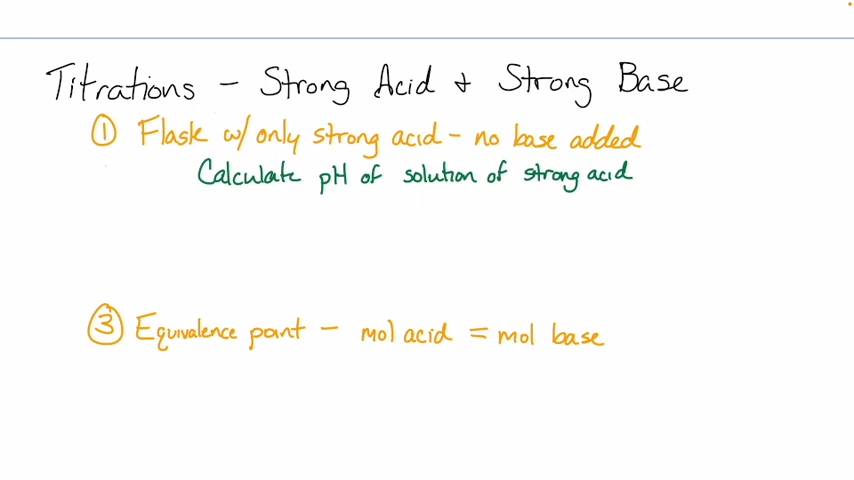 Titrations - Strong Acid + Strong Base
① Flask w/ only strong acid - no base added
Calculate pH of solution of strong acid
③ Equivalence point - mol acid = mol base